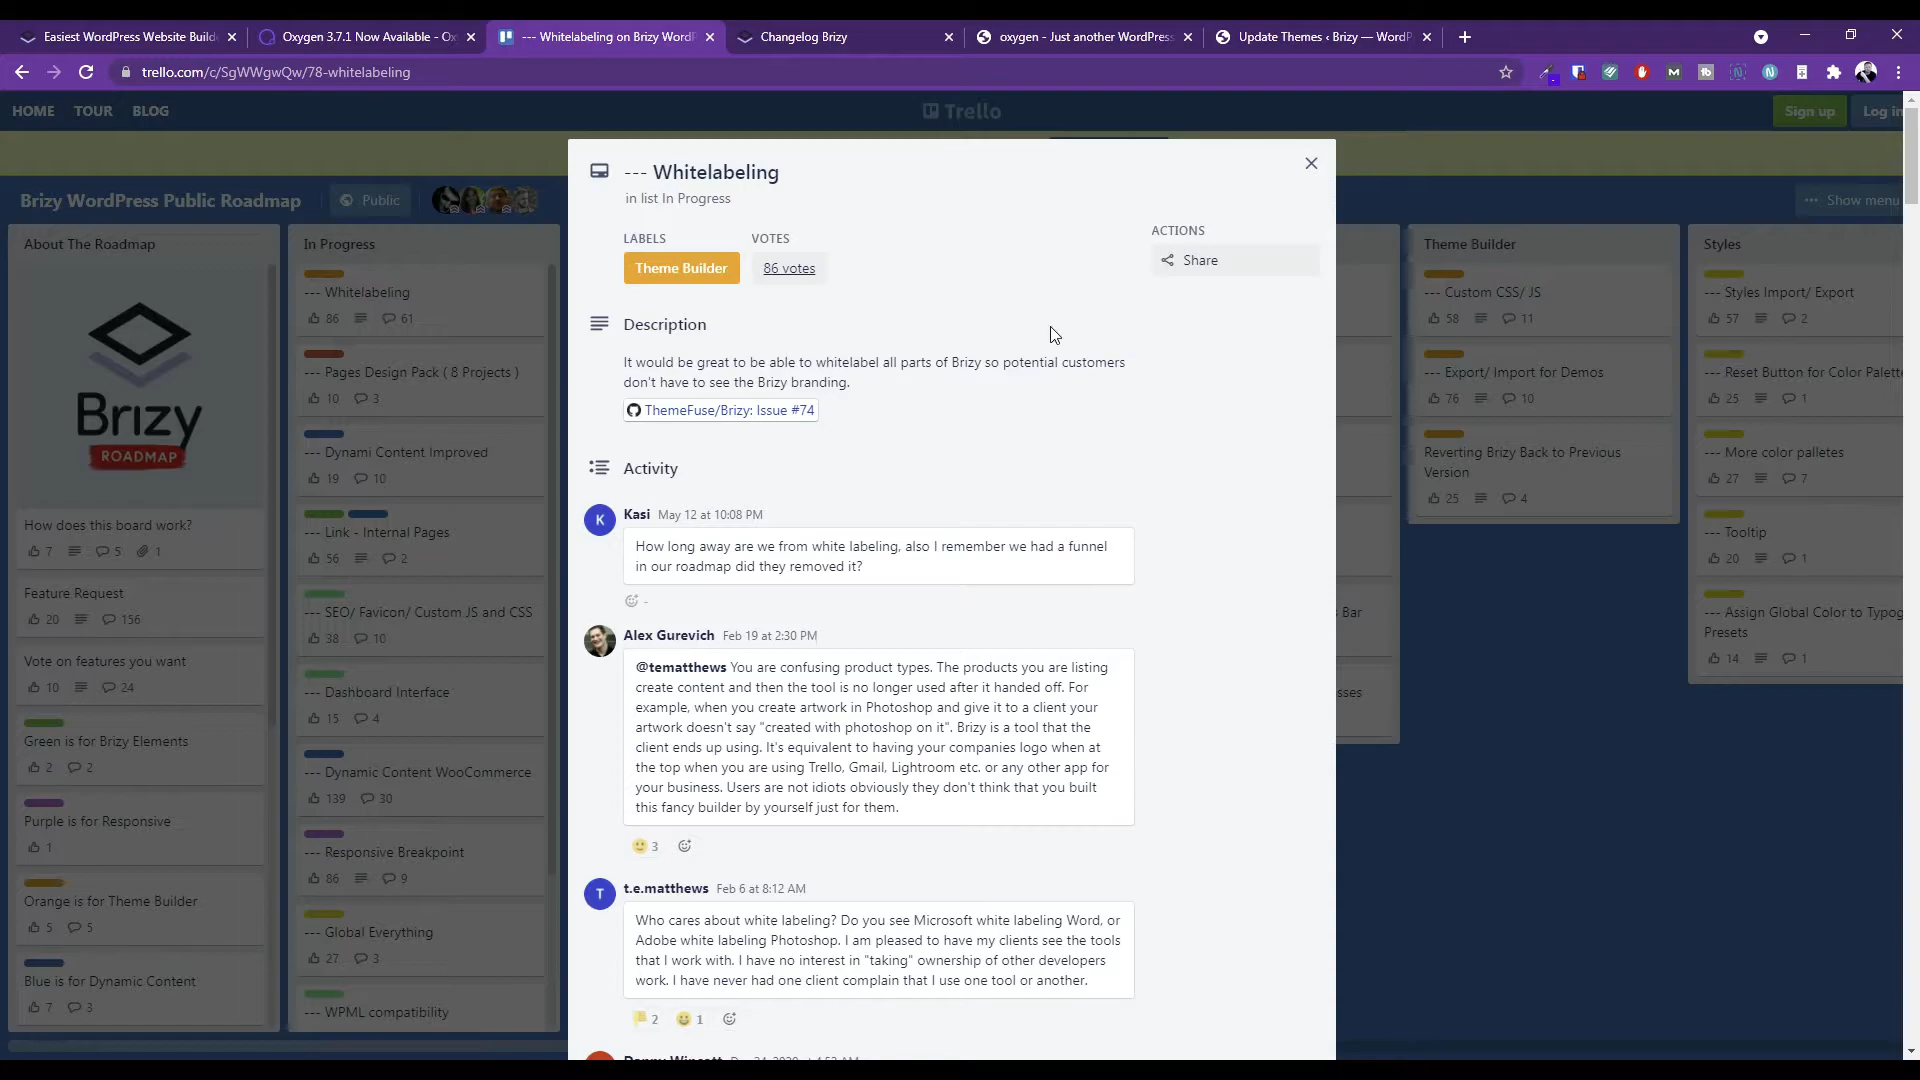 Easiest WordPress Website Build
Oxygen 3.7.1 Now Available - Ox
--- Whitelabeling on Brizy WordP
Changelog Brizy
oxygen - Just another WordPress
Update Themes ‹ Brizy — WordP
trello.com/c/SgWWgwQw/78-whitelabeling
HOME
TOUR
BLOG
Trello
Sign up
Log in
Brizy WordPress Public Roadmap
Public
Show menu
About The Roadmap
Brizy
ROADMAP
How does this board work?
7
5
1
Feature Request
20
156
Vote on features you want
10
24
Green is for Brizy Elements
2
2
Purple is for Responsive
1
Orange is for Theme Builder
5
5
Blue is for Dynamic Content
7
3
In Progress
--- Whitelabeling
86
61
--- Pages Design Pack ( 8 Projects )
10
3
--- Dynami Content Improved
19
10
--- Link - Internal Pages
56
2
--- SEO/ Favicon/ Custom JS and CSS
38
10
--- Dashboard Interface
15
4
--- Dynamic Content WooCommerce
139
30
--- Responsive Breakpoint
86
9
--- Global Everything
27
3
--- WPML compatibility
--- Whitelabeling
in list In Progress
LABELS
VOTES
Theme Builder
86 votes
ACTIONS
Share
Description
It would be great to be able to whitelabel all parts of Brizy so potential customers
don't have to see the Brizy branding.
ThemeFuse/Brizy: Issue #74
Activity
K
Kasi May 12 at 10:08 PM
How long away are we from white labeling, also I remember we had a funnel
in our roadmap did they removed it?
-
Alex Gurevich Feb 19 at 2:30 PM
@tematthews You are confusing product types. The products you are listing
create content and then the tool is no longer used after it handed off. For
example, when you create artwork in Photoshop and give it to a client your
artwork doesn't say "created with photoshop on it". Brizy is a tool that the
client ends up using. It's equivalent to having your companies logo when at
the top when you are using Trello, Gmail, Lightroom etc. or any other app for
your business. Users are not idiots obviously they don't think that you built
this fancy builder by yourself just for them.
3
T
t.e.matthews Feb 6 at 8:12 AM
Who cares about white labeling? Do you see Microsoft white labeling Word, or
Adobe white labeling Photoshop. I am pleased to have my clients see the tools
that I work with. I have no interest in "taking" ownership of other developers
work. I have never had one client complain that I use one tool or another.
2
1
s Bar
Theme Builder
--- Custom CSS/ JS
58
11
--- Export/ Import for Demos
76
10
Reverting Brizy Back to Previous
Version
25
4
Styles
--- Styles Import/ Export
57
2
--- Reset Button for Color Palett
25
1
--- More color palletes
27
7
--- Tooltip
20
1
--- Assign Global Color to Typog
Presets
14
1